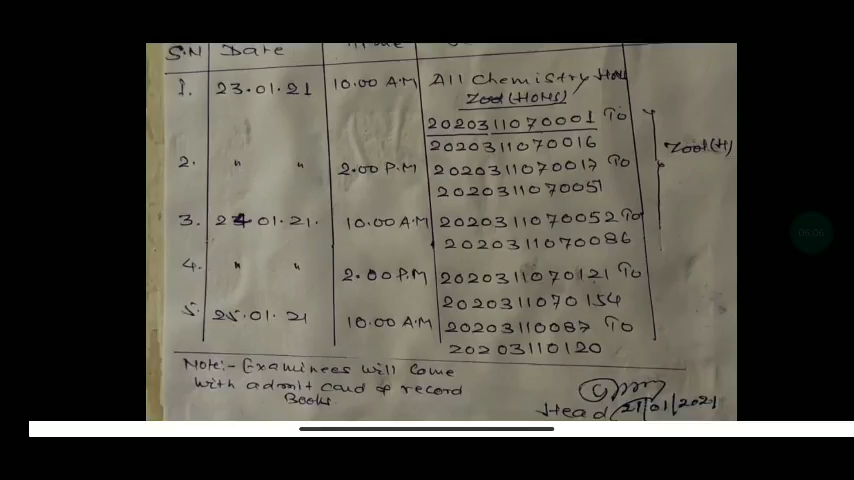 S.N Date
1. 23.01.21 10.00 A.M All Chemistry Hons
Zool (HONS)
2020311070001 To
2020311070016
2. " " 2.00 P.M 2020311070017 To
2020311070051
Zool(H)
3. 24.01.21. 10.00 A.M 2020311070052 To
2020311070086
4. " " 2.00 P.M 2020311070121 To
2020311070154
5. 25.01.21 10.00 A.M 20203110087 To
20203110120
Note:- Examinees will come
with admit card & record
Books.
Head 21/01/2021
05:06